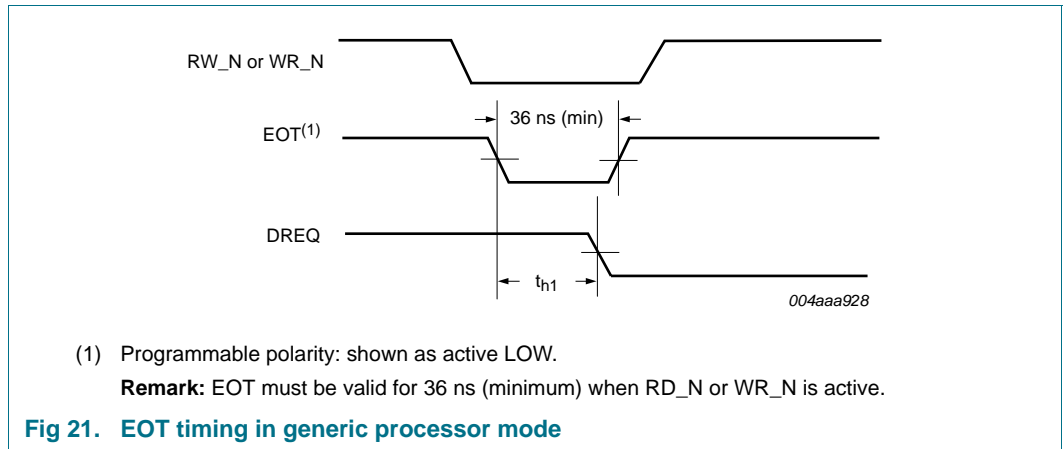 RW_N or WR_N
36 ns (min)
EOT(1)
DREQ
th1
004aaa928
(1) Programmable polarity: shown as active LOW.
Remark: EOT must be valid for 36 ns (minimum) when RD_N or WR_N is active.
Fig 21. EOT timing in generic processor mode